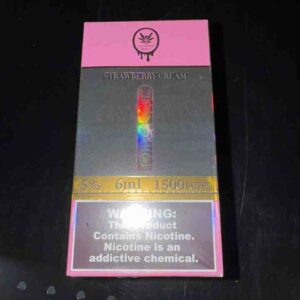 STRAWBERRY CREAM
5% 6ml 1500PUFFS
WARNING:
This Product
Contains Nicotine.
Nicotine is an
addictive chemical.